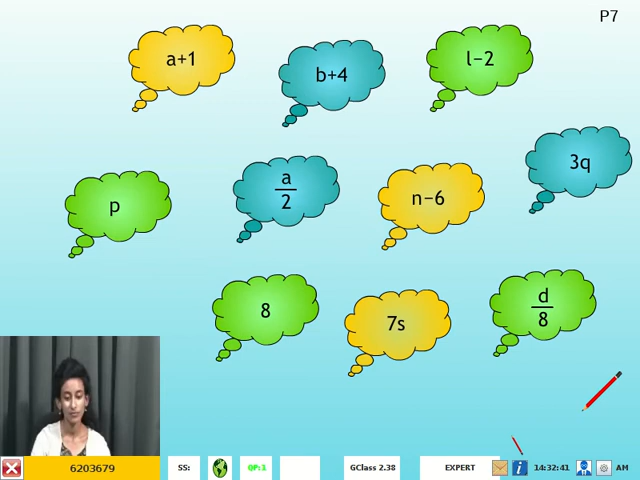 P7
a+1
b+4
l−2
3q
p
a
2
n−6
8
7s
d
8
6203679
SS:
QP:1
GClass 2.38
EXPERT
14:32:41
AM